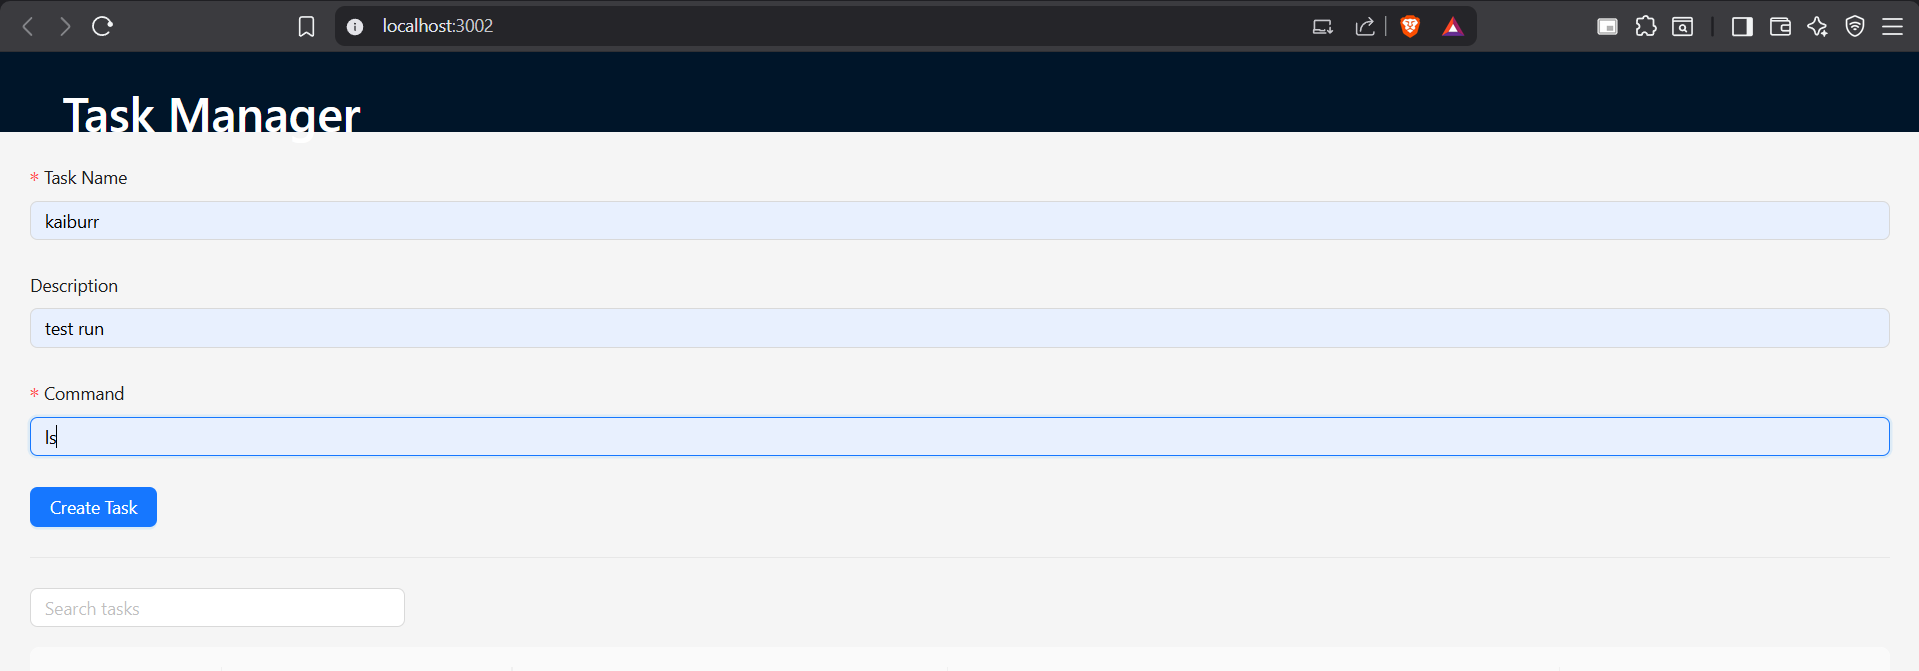 localhost:3002
Task Manager
* Task Name
kaiburr
Description
test run
* Command
ls
Create Task
Search tasks